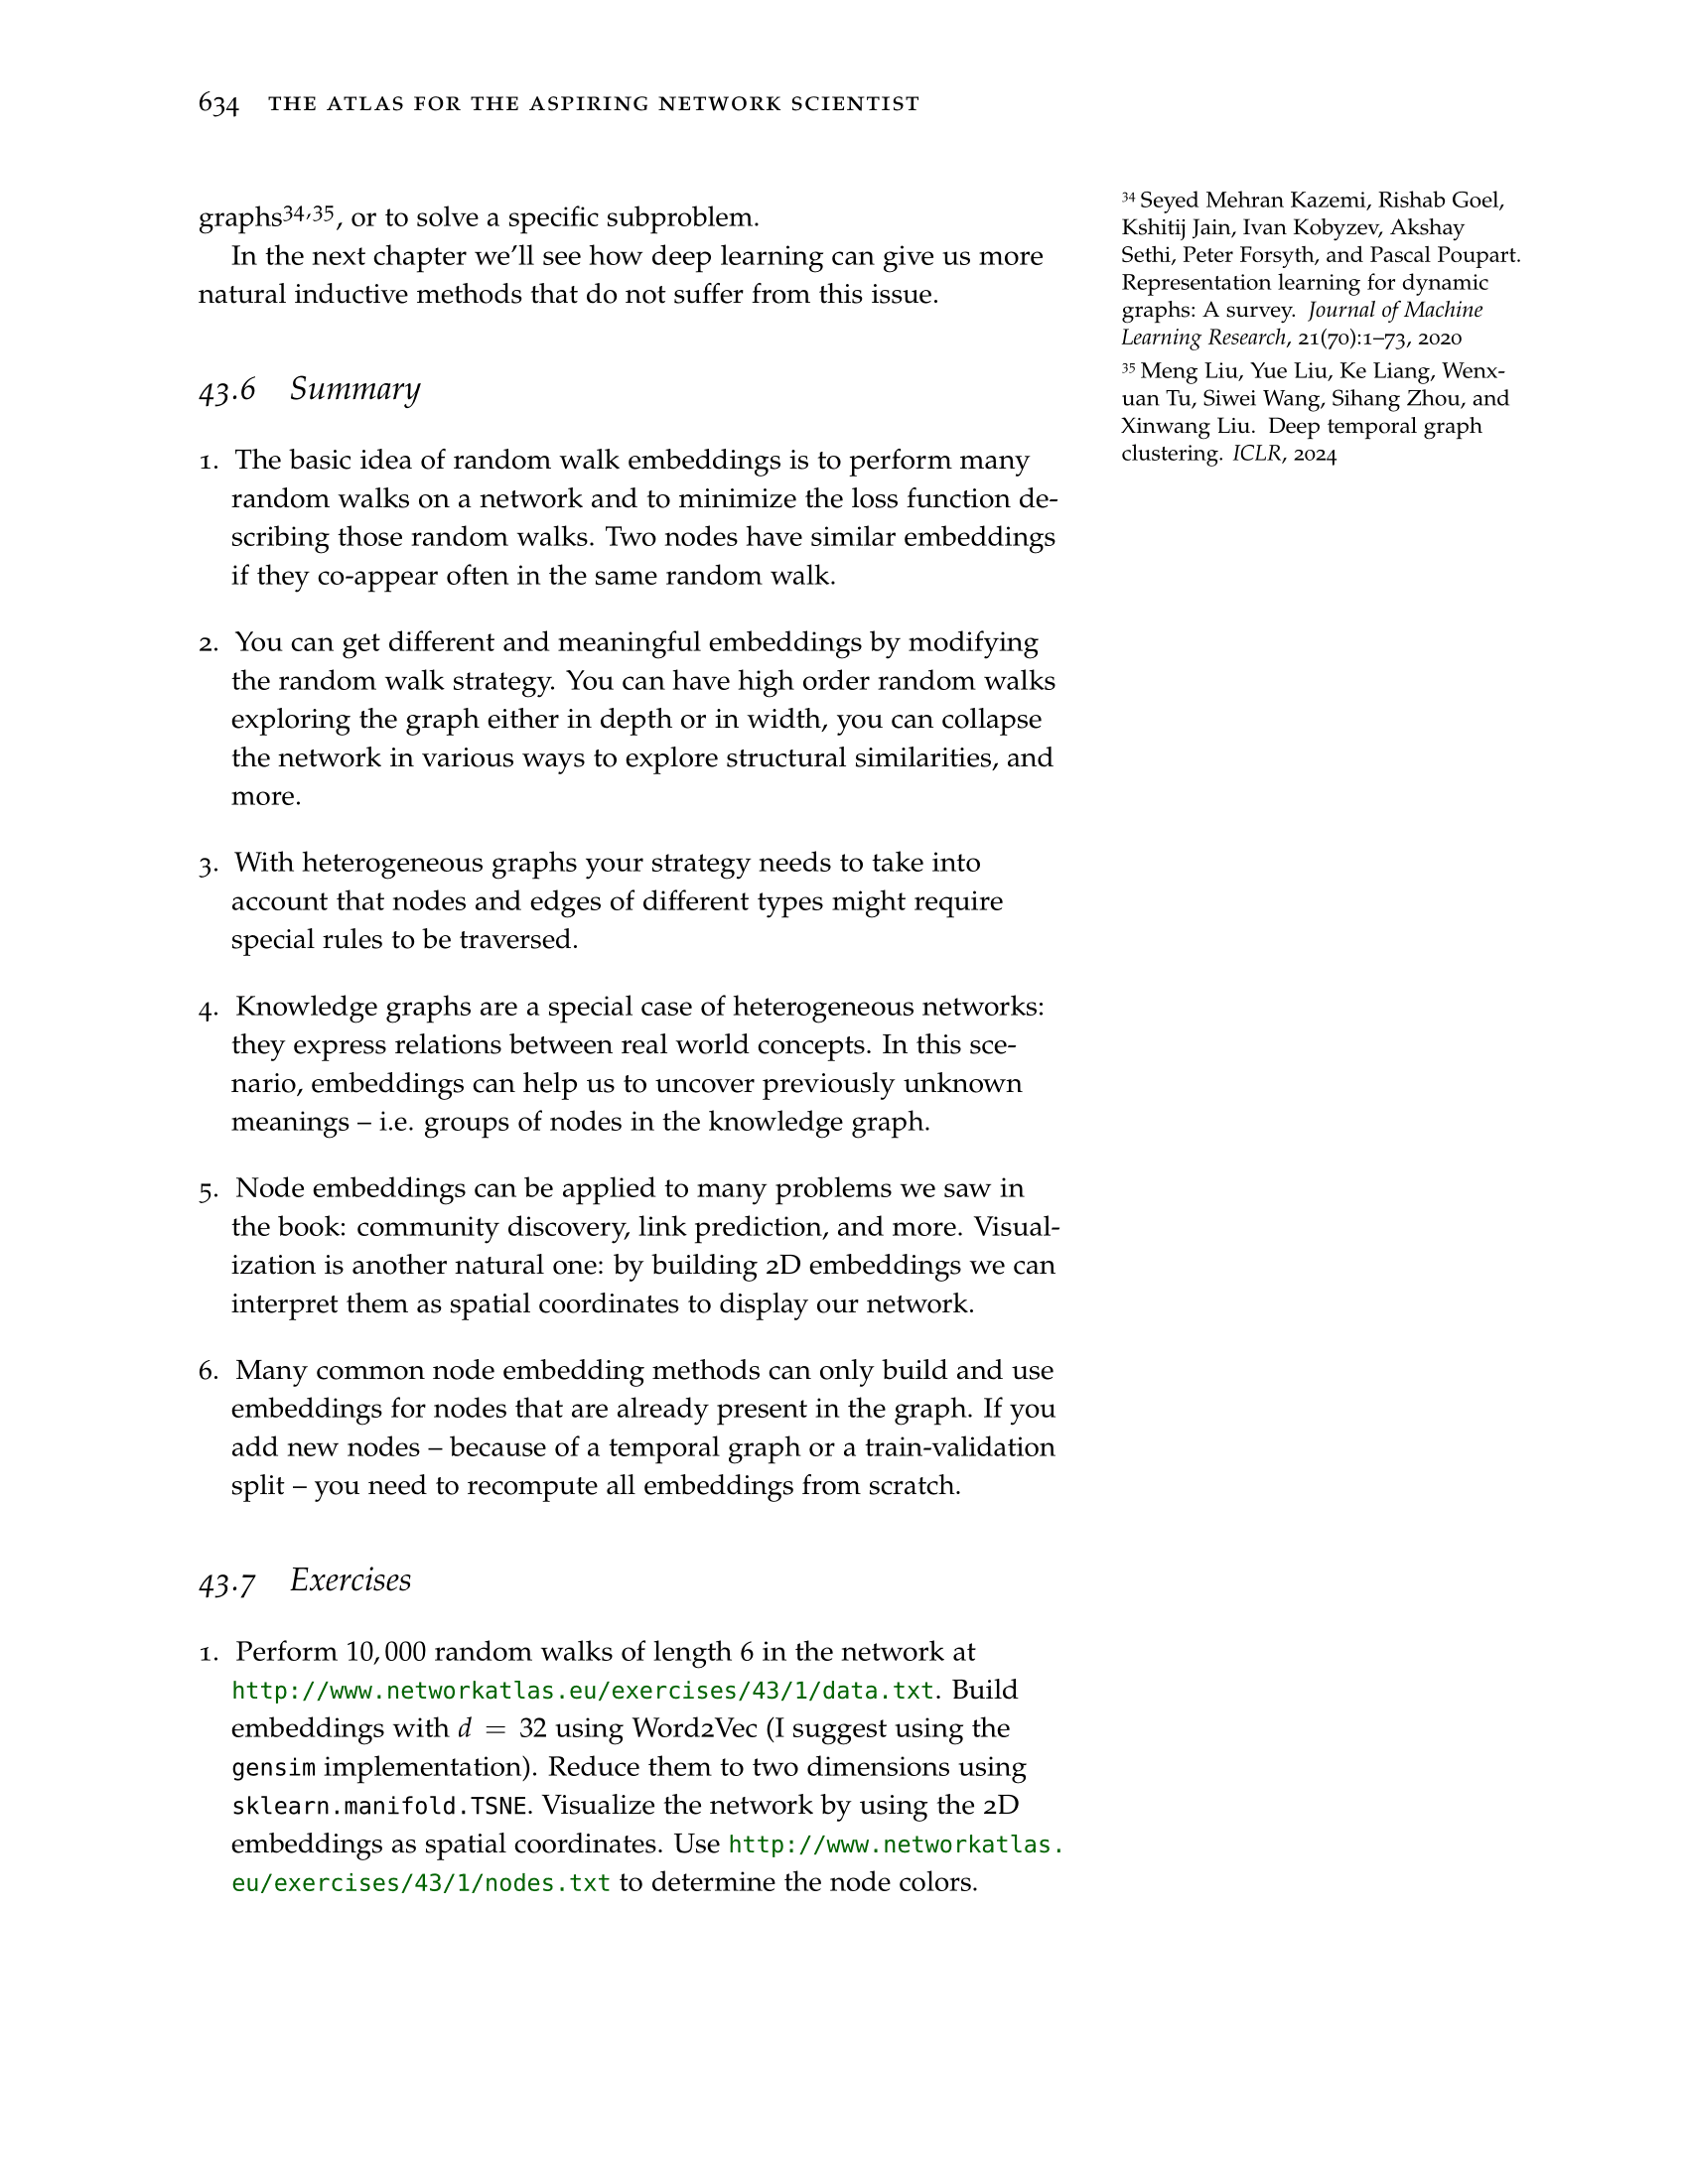 634 THE ATLAS FOR THE ASPIRING NETWORK SCIENTIST
graphs34,35, or to solve a specific subproblem.
In the next chapter we'll see how deep learning can give us more
natural inductive methods that do not suffer from this issue.
43.6 Summary
1. The basic idea of random walk embeddings is to perform many
random walks on a network and to minimize the loss function de-
scribing those random walks. Two nodes have similar embeddings
if they co-appear often in the same random walk.
2. You can get different and meaningful embeddings by modifying
the random walk strategy. You can have high order random walks
exploring the graph either in depth or in width, you can collapse
the network in various ways to explore structural similarities, and
more.
3. With heterogeneous graphs your strategy needs to take into
account that nodes and edges of different types might require
special rules to be traversed.
4. Knowledge graphs are a special case of heterogeneous networks:
they express relations between real world concepts. In this sce-
nario, embeddings can help us to uncover previously unknown
meanings – i.e. groups of nodes in the knowledge graph.
5. Node embeddings can be applied to many problems we saw in
the book: community discovery, link prediction, and more. Visual-
ization is another natural one: by building 2D embeddings we can
interpret them as spatial coordinates to display our network.
6. Many common node embedding methods can only build and use
embeddings for nodes that are already present in the graph. If you
add new nodes – because of a temporal graph or a train-validation
split – you need to recompute all embeddings from scratch.
43.7 Exercises
1. Perform 10,000 random walks of length 6 in the network at
http://www.networkatlas.eu/exercises/43/1/data.txt. Build
embeddings with d = 32 using Word2Vec (I suggest using the
gensim implementation). Reduce them to two dimensions using
sklearn.manifold.TSNE. Visualize the network by using the 2D
embeddings as spatial coordinates. Use http://www.networkatlas.
eu/exercises/43/1/nodes.txt to determine the node colors.
34 Seyed Mehran Kazemi, Rishab Goel,
Kshitij Jain, Ivan Kobyzev, Akshay
Sethi, Peter Forsyth, and Pascal Poupart.
Representation learning for dynamic
graphs: A survey. Journal of Machine
Learning Research, 21(70):1–73, 2020
35 Meng Liu, Yue Liu, Ke Liang, Wenx-
uan Tu, Siwei Wang, Sihang Zhou, and
Xinwang Liu. Deep temporal graph
clustering. ICLR, 2024